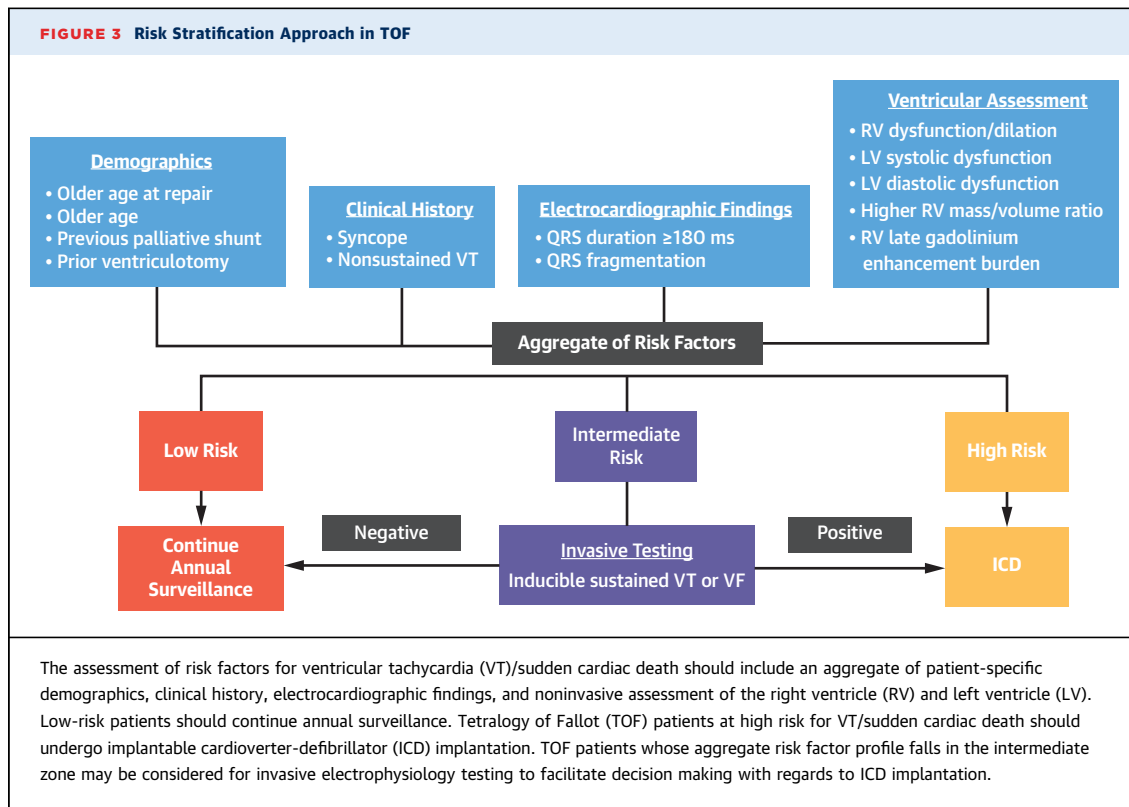 FIGURE 3 Risk Stratification Approach in TOF
Demographics
• Older age at repair
• Older age
• Previous palliative shunt
• Prior ventriculotomy
Clinical History
• Syncope
• Nonsustained VT
Electrocardiographic Findings
• QRS duration ≥180 ms
• QRS fragmentation
Ventricular Assessment
• RV dysfunction/dilation
• LV systolic dysfunction
• LV diastolic dysfunction
• Higher RV mass/volume ratio
• RV late gadolinium
enhancement burden
Aggregate of Risk Factors
Low Risk
Intermediate
Risk
High Risk
Continue
Annual
Surveillance
Negative
Invasive Testing
Inducible sustained VT or VF
Positive
ICD
The assessment of risk factors for ventricular tachycardia (VT)/sudden cardiac death should include an aggregate of patient-specific
demographics, clinical history, electrocardiographic findings, and noninvasive assessment of the right ventricle (RV) and left ventricle (LV).
Low-risk patients should continue annual surveillance. Tetralogy of Fallot (TOF) patients at high risk for VT/sudden cardiac death should
undergo implantable cardioverter-defibrillator (ICD) implantation. TOF patients whose aggregate risk factor profile falls in the intermediate
zone may be considered for invasive electrophysiology testing to facilitate decision making with regards to ICD implantation.